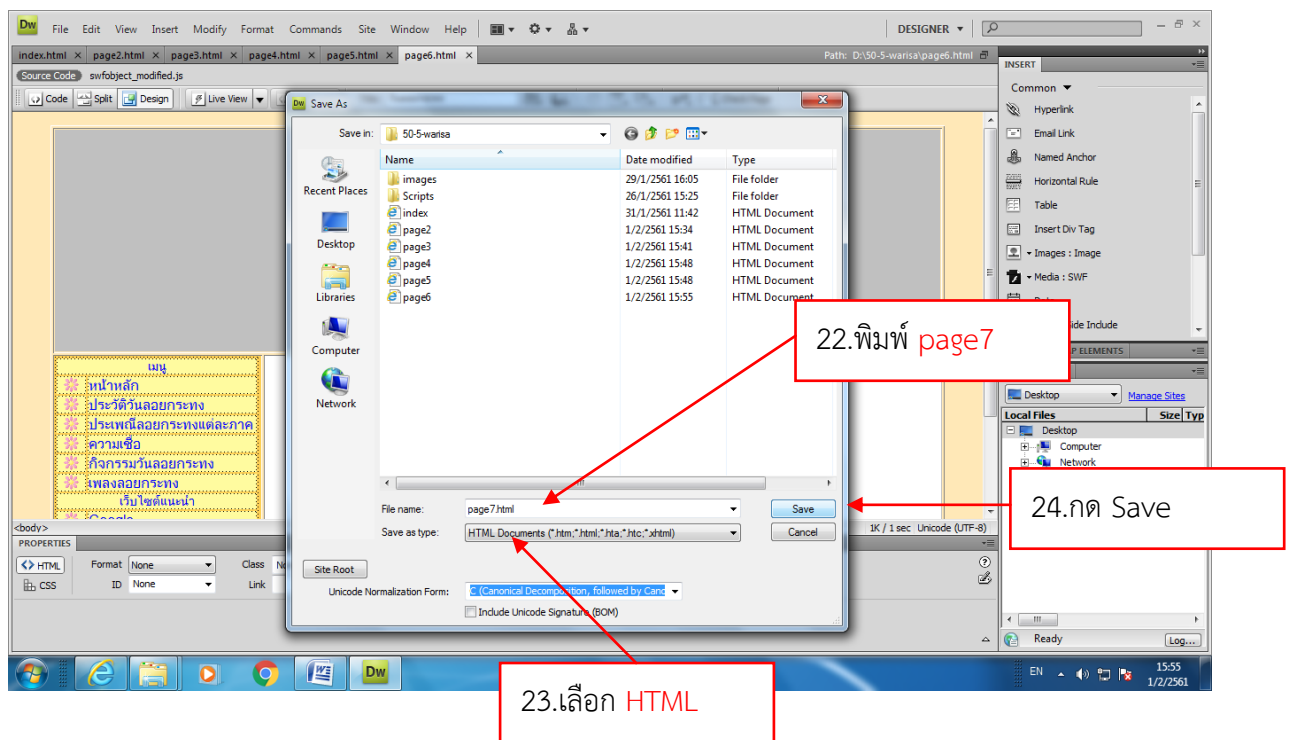 Dw File Edit View Insert Modify Format Commands Site Window Help DESIGNER
index.html × page2.html × page3.html × page4.html × page5.html × page6.html × Path: D:\50-5-warisa\page6.html
Source Code swfobject_modified.js
Code Split Design Live View
INSERT
Common
Hyperlink
Email Link
Named Anchor
Horizontal Rule
Table
Insert Div Tag
Images : Image
Media : SWF
ide Include
P ELEMENTS
Desktop Manage Sites
Local Files Size Typ
Desktop
Computer
Network
Ready Log...
Dw Save As
Save in: 50-5-warisa
Name Date modified Type
images 29/1/2561 16:05 File folder
Scripts 26/1/2561 15:25 File folder
index 31/1/2561 11:42 HTML Document
page2 1/2/2561 15:34 HTML Document
page3 1/2/2561 15:41 HTML Document
page4 1/2/2561 15:48 HTML Document
page5 1/2/2561 15:48 HTML Document
page6 1/2/2561 15:55 HTML Document
Recent Places
Desktop
Libraries
Computer
Network
File name: page7.html Save
Save as type: HTML Documents (*.htm;*.html;*.hta;*.htc;*.xhtml) Cancel
Site Root
Unicode Normalization Form: C (Canonical Decomposition, followed by Canc
Include Unicode Signature (BOM)
22.พิมพ์ page7
24.กด Save
23.เลือก HTML
เมนู
หน้าหลัก
ประวัติวันลอยกระทง
ประเพณีลอยกระทงแต่ละภาค
ความเชื่อ
กิจกรรมวันลอยกระทง
เพลงลอยกระทง
เว็บไซต์แนะนำ
Google
<body> 1K / 1 sec Unicode (UTF-8)
PROPERTIES
<> HTML Format None Class
CSS ID None Link
Dw
EN 15:55
1/2/2561